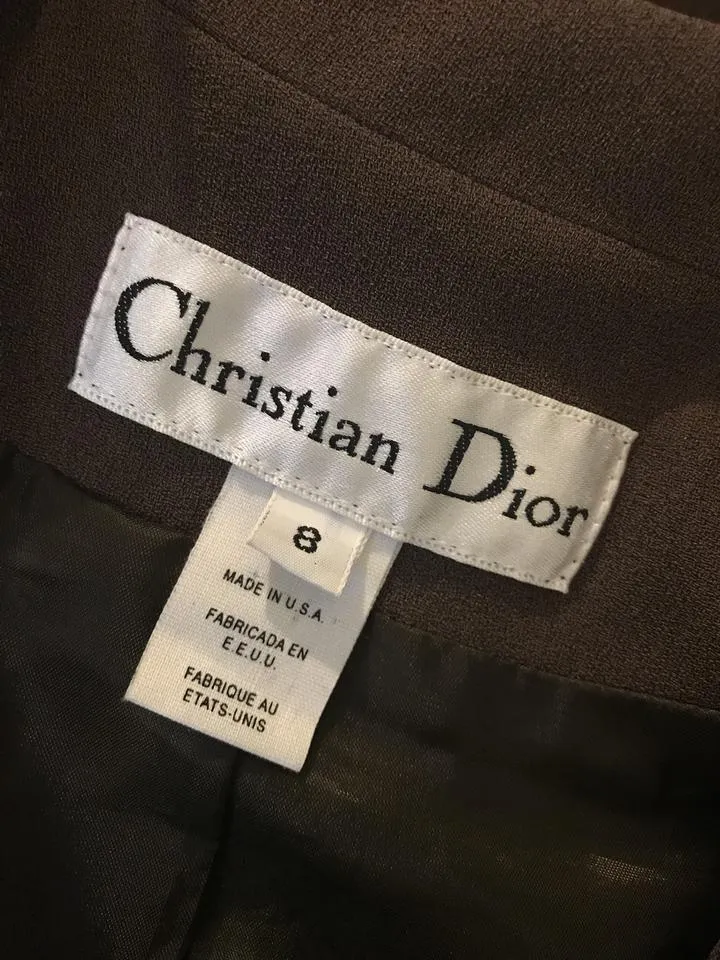 Christian Dior
8
MADE IN U.S.A.
FABRICADA EN
E.E.U.U.
FABRIQUE AU
ETATS-UNIS